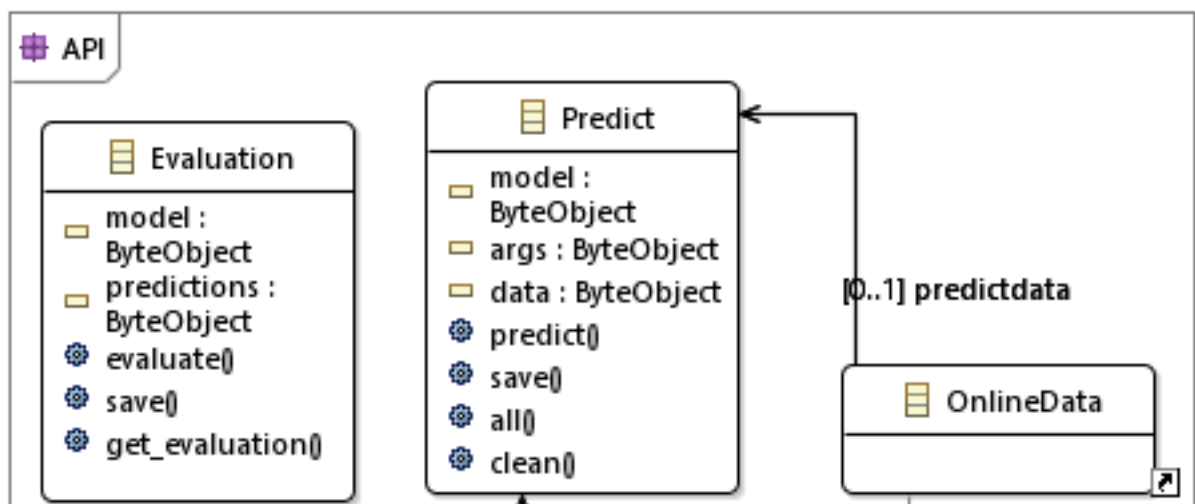 API
Evaluation
model :
ByteObject
predictions :
ByteObject
evaluate()
save()
get_evaluation()
Predict
model :
ByteObject
args : ByteObject
data : ByteObject
predict()
save()
all()
clean()
[0..1] predictdata
OnlineData